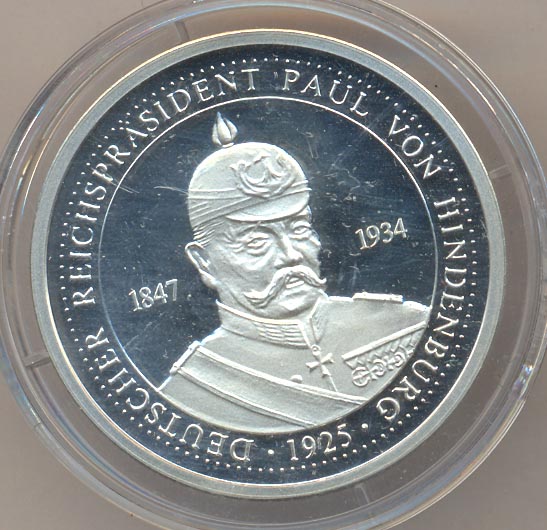 DEUTSCHER REICHSPRÄSIDENT PAUL VON HINDENBURG
· 1925 ·
1847
1934